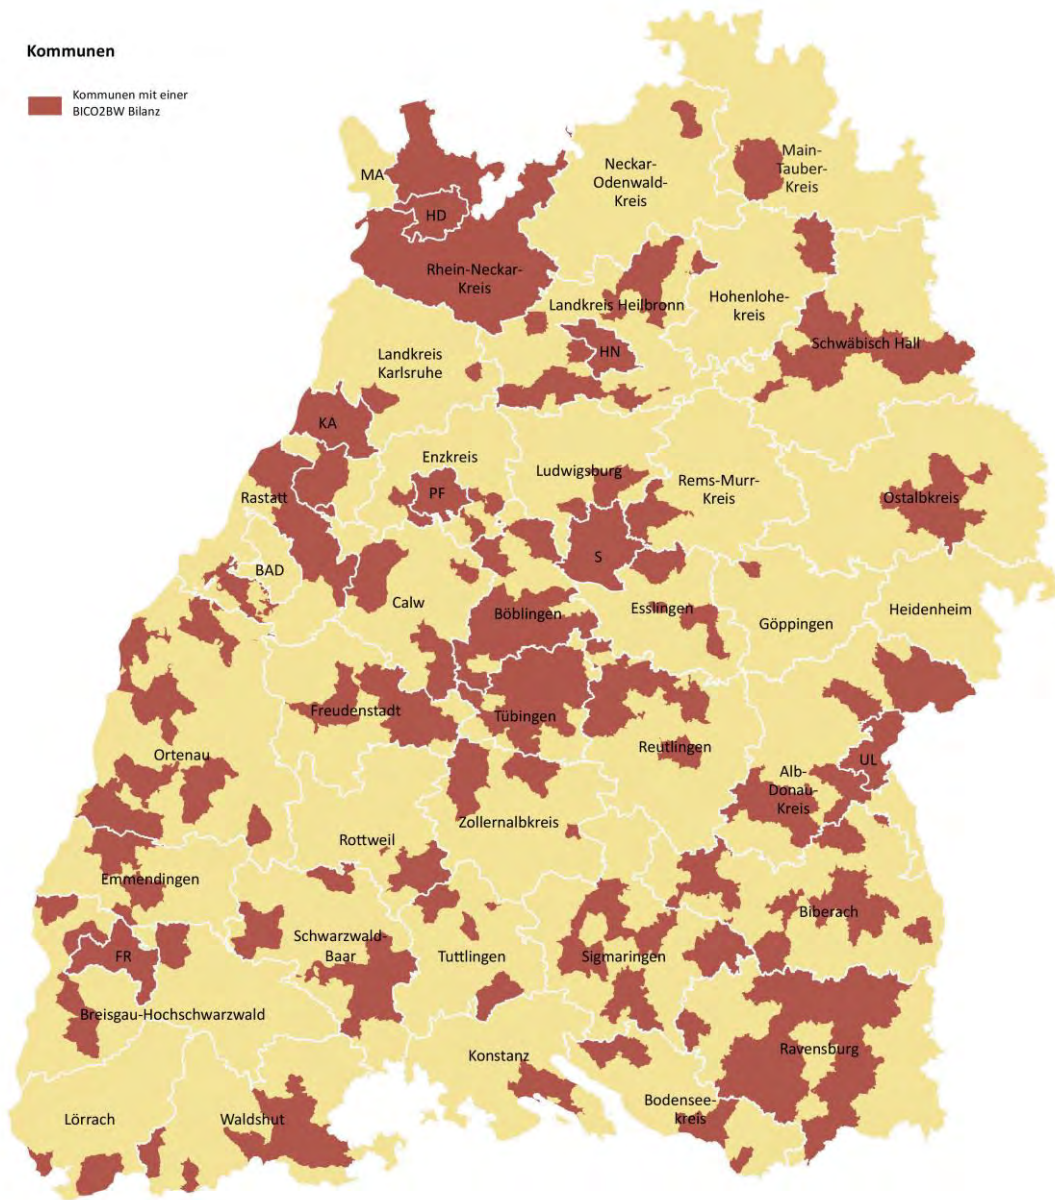 Kommunen
Kommunen mit einer
BICO2BW Bilanz
MA
HD
Rhein-Neckar-
Kreis
Neckar-
Odenwald-
Kreis
Main-
Tauber-
Kreis
Landkreis Heilbronn
Hohenlohe-
kreis
HN
Schwäbisch Hall
Landkreis
Karlsruhe
KA
Enzkreis
PF
Ludwigsburg
Rems-Murr-
Kreis
Ostalbkreis
Rastatt
S
BAD
Calw
Böblingen
Esslingen
Göppingen
Heidenheim
Freudenstadt
Tübingen
Reutlingen
Ortenau
UL
Alb-
Donau-
Kreis
Zollernalbkreis
Rottweil
Emmendingen
Biberach
FR
Schwarzwald-
Baar
Tuttlingen
Sigmaringen
Breisgau-Hochschwarzwald
Konstanz
Ravensburg
Bodensee-
kreis
Lörrach
Waldshut